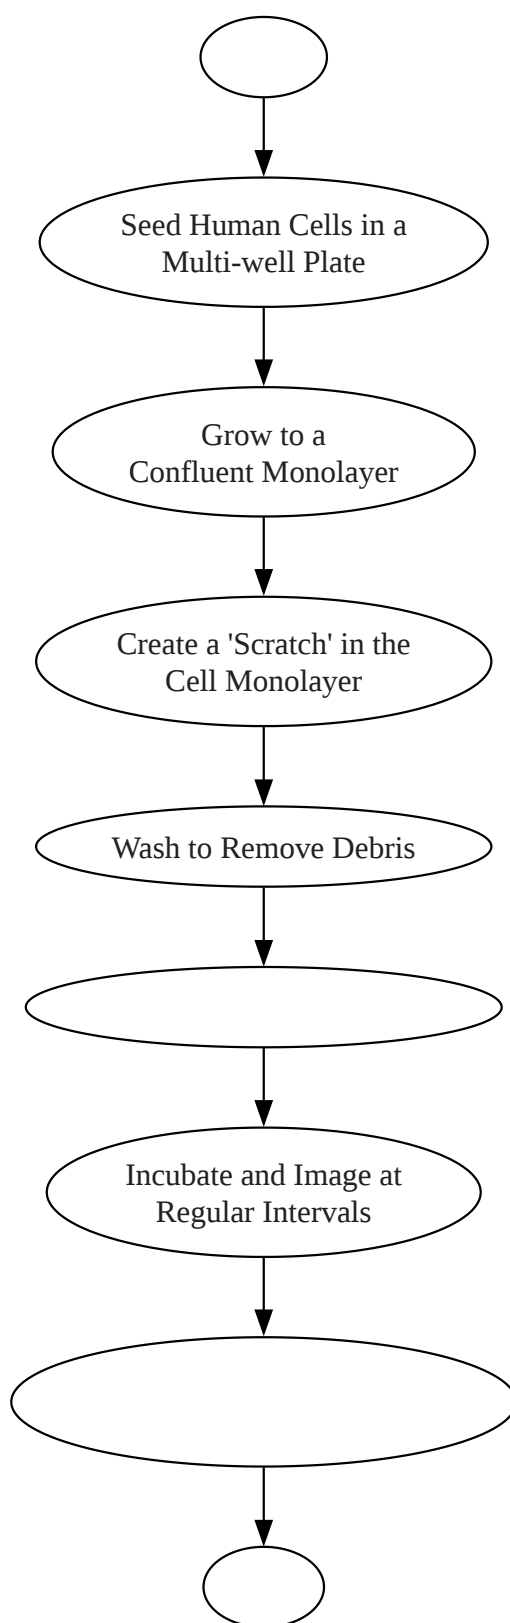 Seed Human Cells in a
Multi-well Plate
Grow to a
Confluent Monolayer
Create a 'Scratch' in the
Cell Monolayer
Wash to Remove Debris
Incubate and Image at
Regular Intervals